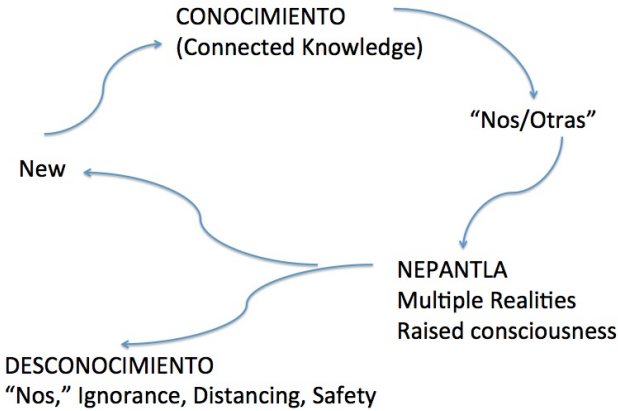 CONOCIMIENTO
(Connected Knowledge)
“Nos/Otras”
New
NEPANTLA
Multiple Realities
Raised consciousness
DESCONOCIMIENTO
“Nos,” Ignorance, Distancing, Safety